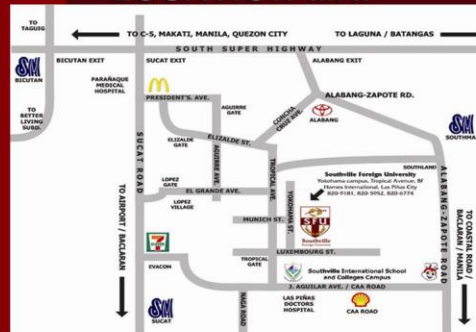 TO
TAGUIG
TO C-5, MAKATI, MANILA, QUEZON CITY
TO LAGUNA / BATANGAS
SOUTH SUPER HIGHWAY
BICUTAN EXIT
SUCAT EXIT
ALABANG EXIT
SM
BICUTAN
PARAÑAQUE
MEDICAL
HOSPITAL
PRESIDENT'S. AVE.
AGUIRRE
GATE
CONCHA
CRUZ AVE.
ALABANG
ALABANG-ZAPOTE RD.
TO
BETTER
LIVING
SUBD.
SM
SOUTHMA
ELIZALDE
GATE
ELIZALDE ST.
AGUIRRE AVE.
TROPICAL AVE.
SUCAT ROAD
SOUTHLAND
Southville Foreign University
Yokohama campus, Tropical Avenue, BF
Homes International, Las Piñas City
820-9181, 820-5952, 820-6774
LOPEZ
GATE
EL GRANDE AVE.
LOPEZ
VILLAGE
YOKOHAMA ST.
SFU
Southville
MUNICH ST.
ALABANG-ZAPOTE ROAD
TO AIRPORT / BACLARAN
TO COASTAL ROAD /
BACLARAN / MANILA
7
ELEVEN
LUXEMBOURG ST.
TROPICAL
GATE
EVACOM
Southville International School
and Colleges Campus
J. AGUILAR AVE. / CAA ROAD
SM
SUCAT
NAGA ROAD
LAS PIÑAS
DOCTORS
HOSPITAL
CAA ROAD